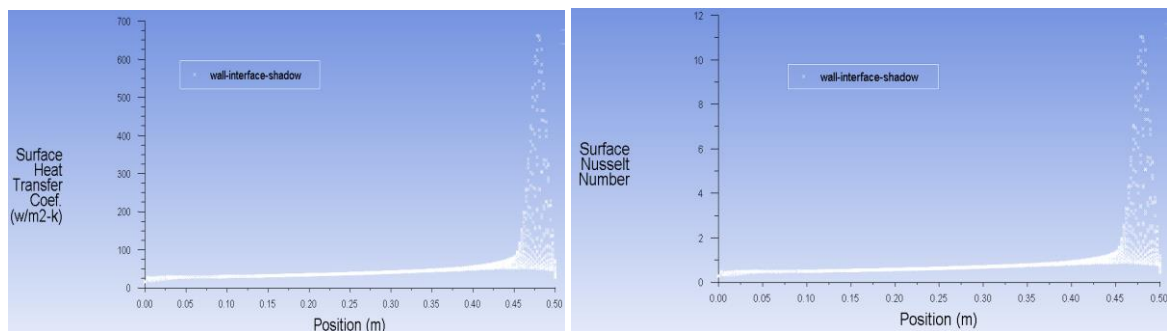 700
600
500
400
300
200
100
0
wall-interface-shadow
Surface
Heat
Transfer
Coef.
(w/m2-k)
0.00 0.05 0.10 0.15 0.20 0.25 0.30 0.35 0.40 0.45 0.50
Position (m)
12
10
8
6
4
2
0
wall-interface-shadow
Surface
Nusselt
Number
0.00 0.05 0.10 0.15 0.20 0.25 0.30 0.35 0.40 0.45 0.50
Position (m)